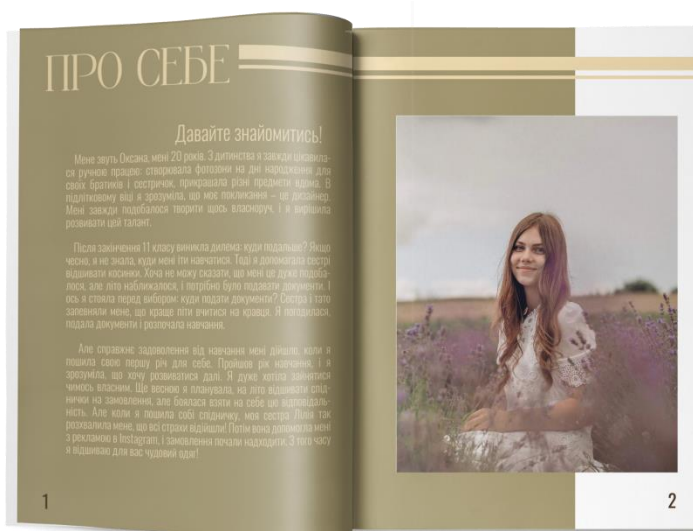 ПРО СЕБЕ
Давайте знайомитись!
Мене звуть Оксана, мені 20 років. З дитинства я завжди цікавила-
ся ручною працею: створювала фотозони на дні народження для
своїх братиків і сестричок, прикрашала різні предмети вдома. В
підлітковому віці я зрозуміла, що моє покликання – це дизайнер.
Мені завжди подобалося творити щось власноруч, і я вирішила
розвивати цей талант.
Після закінчення 11 класу виникла дилема: куди подальше? Якщо
чесно, я не знала, куди мені іти навчатися. Тоді я допомагала сестрі
відшивати косинки. Хоча не можу сказати, що мені це дуже подоба-
лося, але літо наближалося, і потрібно було подавати документи. І
ось я стояла перед вибором: куди подати документи? Сестра і тато
запевняли мене, що краще піти вчитися на кравця. Я погодилася,
подала документи і розпочала навчання.
Але справжнє задоволення від навчання мені дійшло, коли я
пошила свою першу річ для себе. Пройшов рік навчання, і я
зрозуміла, що хочу розвиватися далі. Я дуже хотіла займатися
чимось власним. Ще весною я планувала, на літо відшивати спід-
нички на замовлення, але боялася взяти на себе цю відповідаль-
ність. Але коли я пошила собі спідничку, моя сестра Лілія так
розхвалила мене, що всі страхи відійшли! Потім вона допомогла мені
з рекламою в Instagram, і замовлення почали надходити. З того часу
я відшиваю для вас чудовий одяг!
1
2